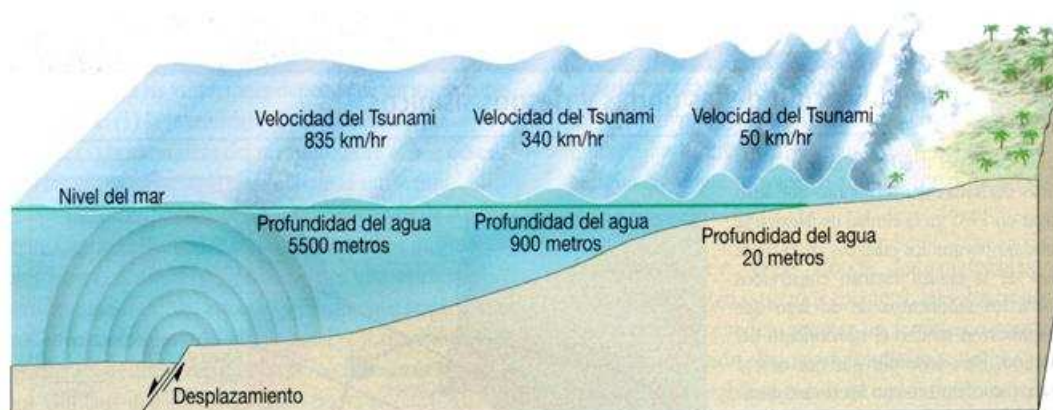 Velocidad del Tsunami
835 km/hr
Velocidad del Tsunami
340 km/hr
Velocidad del Tsunami
50 km/hr
Nivel del mar
Profundidad del agua
5500 metros
Profundidad del agua
900 metros
Profundidad del agua
20 metros
Desplazamiento